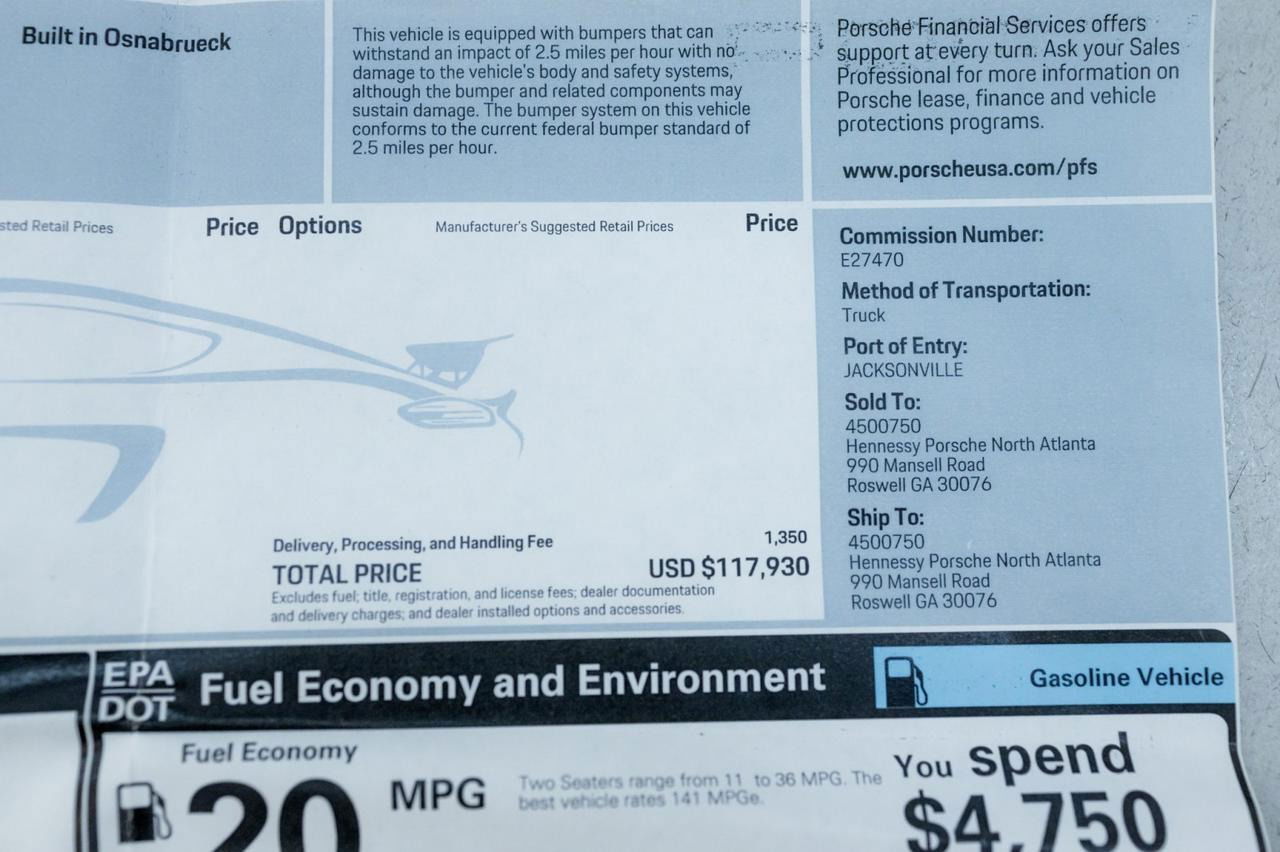 Built in Osnabrueck
This vehicle is equipped with bumpers that can
withstand an impact of 2.5 miles per hour with no
damage to the vehicle's body and safety systems,
although the bumper and related components may
sustain damage. The bumper system on this vehicle
conforms to the current federal bumper standard of
2.5 miles per hour.
Porsche Financial Services offers
support at every turn. Ask your Sales
Professional for more information on
Porsche lease, finance and vehicle
protections programs.
www.porscheusa.com/pfs
sted Retail Prices Price
Options Manufacturer's Suggested Retail Prices Price
Delivery, Processing, and Handling Fee 1,350
TOTAL PRICE USD $117,930
Excludes fuel; title, registration, and license fees; dealer documentation
and delivery charges; and dealer installed options and accessories.
Commission Number:
E27470
Method of Transportation:
Truck
Port of Entry:
JACKSONVILLE
Sold To:
4500750
Hennessy Porsche North Atlanta
990 Mansell Road
Roswell GA 30076
Ship To:
4500750
Hennessy Porsche North Atlanta
990 Mansell Road
Roswell GA 30076
EPA
DOT
Fuel Economy and Environment
Gasoline Vehicle
Fuel Economy
20 MPG
Two Seaters range from 11 to 36 MPG. The
best vehicle rates 141 MPGe.
You spend
$4,750